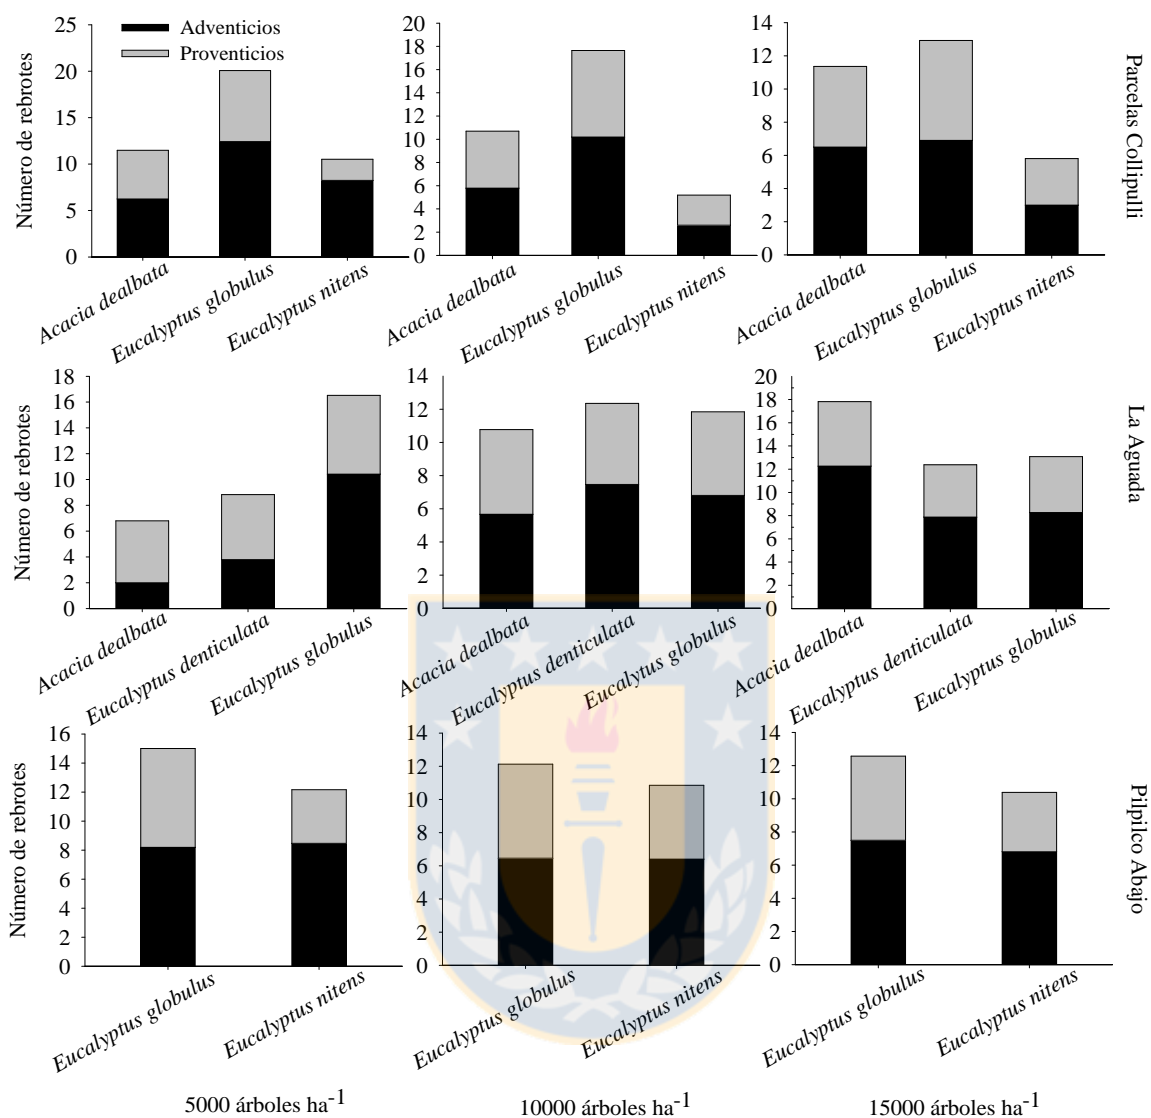 Adventicios
Proventicios
Número de rebrotes
25
20
15
10
5
0
Acacia dealbata
Eucalyptus globulus
Eucalyptus nitens
20
18
16
14
12
10
8
6
4
2
0
Acacia dealbata
Eucalyptus globulus
Eucalyptus nitens
14
12
10
8
6
4
2
0
Acacia dealbata
Eucalyptus globulus
Eucalyptus nitens
Parcelas Collipulli
Número de rebrotes
18
16
14
12
10
8
6
4
2
0
Acacia dealbata
Eucalyptus denticulata
Eucalyptus globulus
14
12
10
8
6
4
2
0
Acacia dealbata
Eucalyptus denticulata
Eucalyptus globulus
20
18
16
14
12
10
8
6
4
2
0
Acacia dealbata
Eucalyptus denticulata
Eucalyptus globulus
La Aguada
Número de rebrotes
16
14
12
10
8
6
4
2
0
Eucalyptus globulus
Eucalyptus nitens
14
12
10
8
6
4
2
0
Eucalyptus globulus
Eucalyptus nitens
14
12
10
8
6
4
2
0
Eucalyptus globulus
Eucalyptus nitens
Pilpilco Abajo
5000 árboles ha⁻¹
10000 árboles ha⁻¹
15000 árboles ha⁻¹